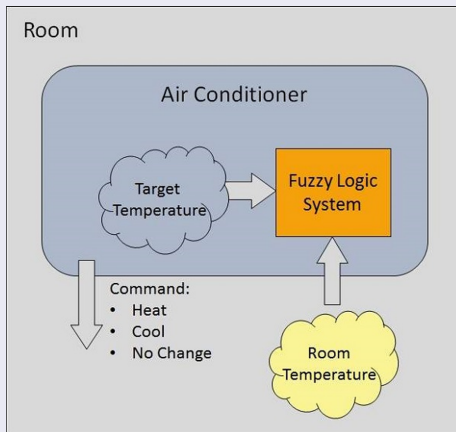 Room
Air Conditioner
Target
Temperature
Fuzzy Logic
System
Command:
• Heat
• Cool
• No Change
Room
Temperature